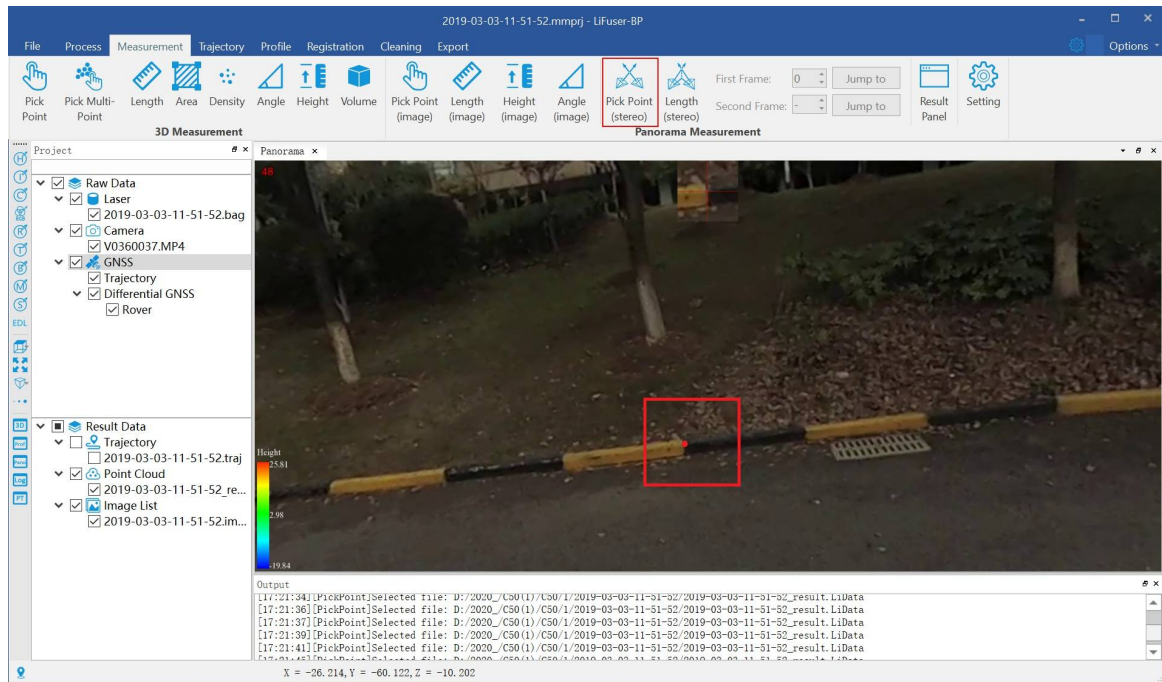 2019-03-03-11-51-52.mmprj - LiFuser-BP
File Process Measurement Trajectory Profile Registration Cleaning Export Options
Pick Point
Pick Multi-Point
Length
Area
Density
Angle
Height
Volume
3D Measurement
Pick Point (image)
Length (image)
Height (image)
Angle (image)
Pick Point (stereo)
Length (stereo)
First Frame: 0 Jump to
Second Frame: - Jump to
Panorama Measurement
Result Panel
Setting
Project
Panorama
H
I
C
R
T
B
M
S
EDL
3D
Log
PT
Raw Data
Laser
2019-03-03-11-51-52.bag
Camera
V0360037.MP4
GNSS
Trajectory
Differential GNSS
Rover
Result Data
Trajectory
2019-03-03-11-51-52.traj
Point Cloud
2019-03-03-11-51-52_re...
Image List
2019-03-03-11-51-52.im...
48
Height
25.81
2.98
-19.84
Output
[17:21:34][PickPoint]Selected file: D:/2020_/C50(1)/C50/1/2019-03-03-11-51-52/2019-03-03-11-51-52_result.LiData
[17:21:36][PickPoint]Selected file: D:/2020_/C50(1)/C50/1/2019-03-03-11-51-52/2019-03-03-11-51-52_result.LiData
[17:21:37][PickPoint]Selected file: D:/2020_/C50(1)/C50/1/2019-03-03-11-51-52/2019-03-03-11-51-52_result.LiData
[17:21:39][PickPoint]Selected file: D:/2020_/C50(1)/C50/1/2019-03-03-11-51-52/2019-03-03-11-51-52_result.LiData
[17:21:41][PickPoint]Selected file: D:/2020_/C50(1)/C50/1/2019-03-03-11-51-52/2019-03-03-11-51-52_result.LiData
X = -26.214, Y = -60.122, Z = -10.202